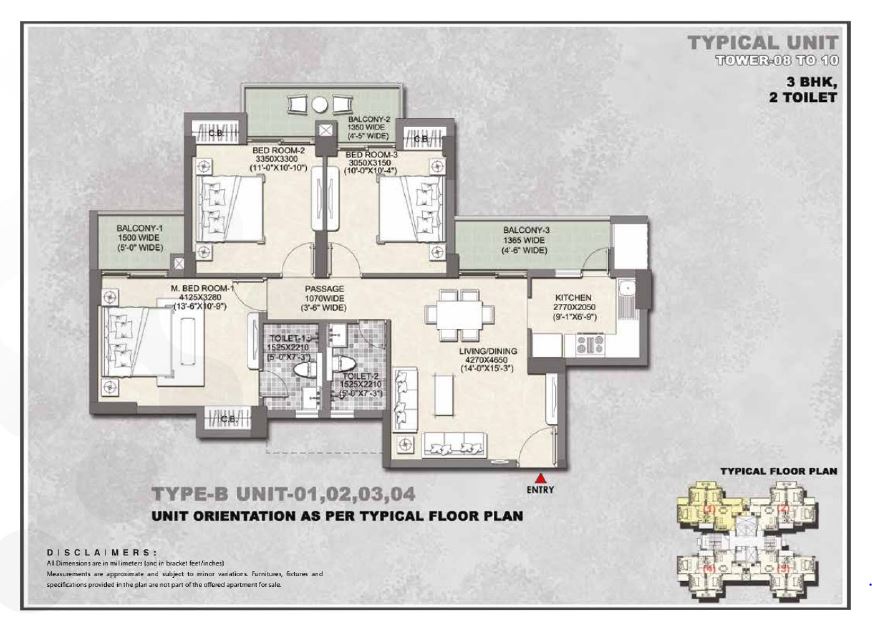 TYPICAL UNIT
TOWER-08 TO 10
3 BHK,
2 TOILET
BALCONY-2
1350 WIDE
(4'-5" WIDE)
C.B.
C.B.
BED ROOM-2
3350X3300
(11'-0"X10'-10")
BED ROOM-3
3050X3150
(10'-0"X10'-4")
BALCONY-1
1500 WIDE
(5'-0" WIDE)
BALCONY-3
1365 WIDE
(4'-6" WIDE)
M. BED ROOM-1
4125X3280
(13'-6"X10'-9")
PASSAGE
1070WIDE
(3'-6" WIDE)
KITCHEN
2770X2050
(9'-1"X6'-9")
TOILET-1
1525X2210
(5'-0"X7'-3")
LIVING/DINING
4270X4650
(14'-0"X15'-3")
TOILET-2
1525X2210
(5'-0"X7'-3")
C.B.
ENTRY
TYPE-B UNIT-01,02,03,04
UNIT ORIENTATION AS PER TYPICAL FLOOR PLAN
TYPICAL FLOOR PLAN
DISCLAIMERS:
All Dimensions are in millimeters (and in bracket feet/inches)
Measurements are approximate and subject to minor variations. Furnitures, fixtures and
specifications provided in the plan are not part of the offered apartment for sale.